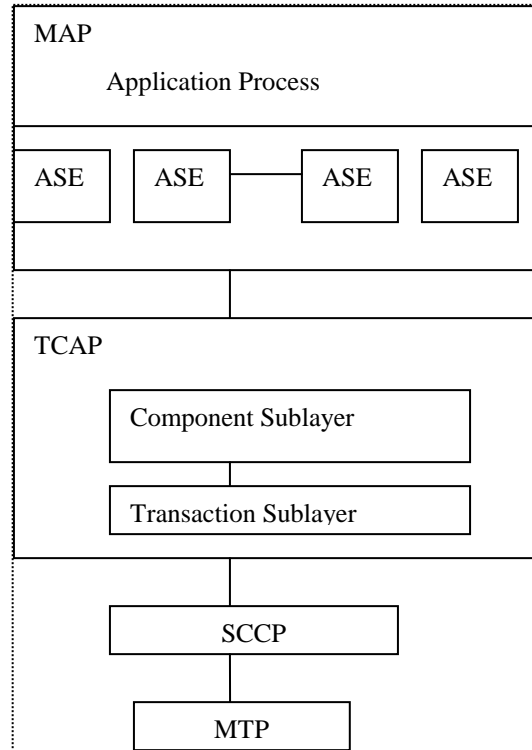 MAP
Application Process
ASE ASE ASE ASE
TCAP
Component Sublayer
Transaction Sublayer
SCCP
MTP